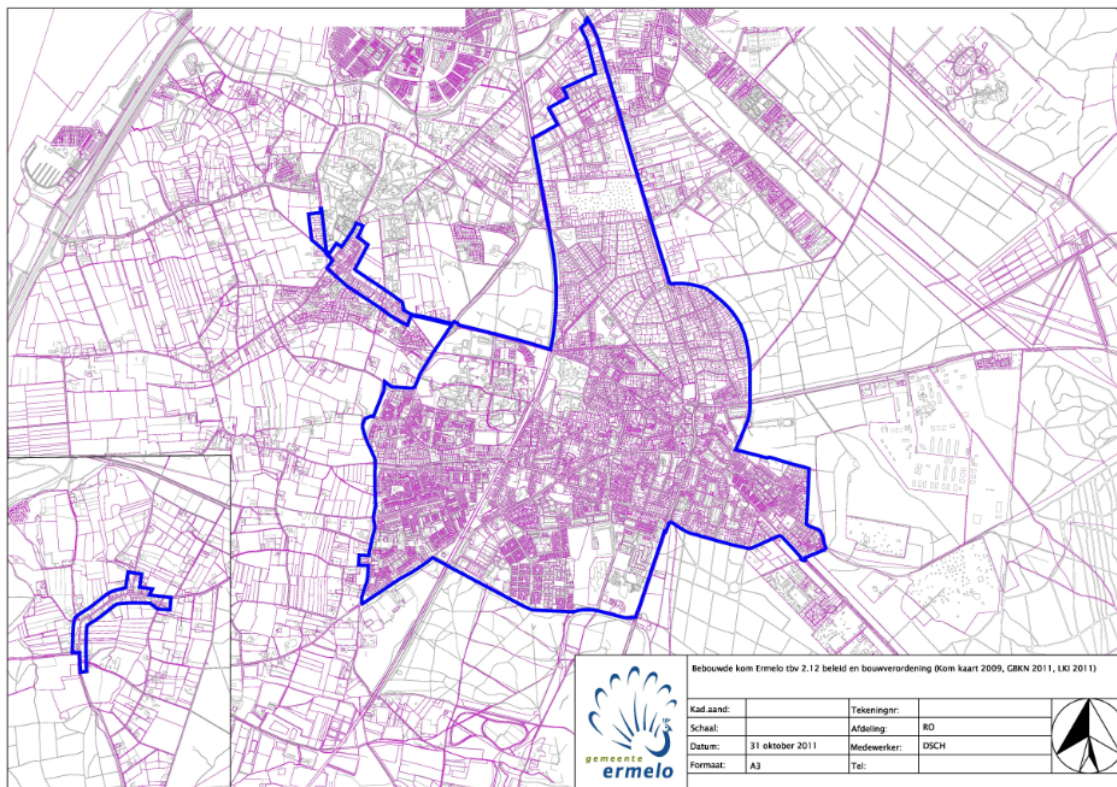 Bebouwde kom Ermelo tbv 2.12 beleid en bouwverordening (Kom kaart 2009, GBKN 2011, LKI 2011)
Kad.aand: Tekeningnr:
Schaal: Afdeling: RO
Datum: 31 oktober 2011 Medewerker: DSCH
Formaat: A3 Tel:
gemeente
ermelo